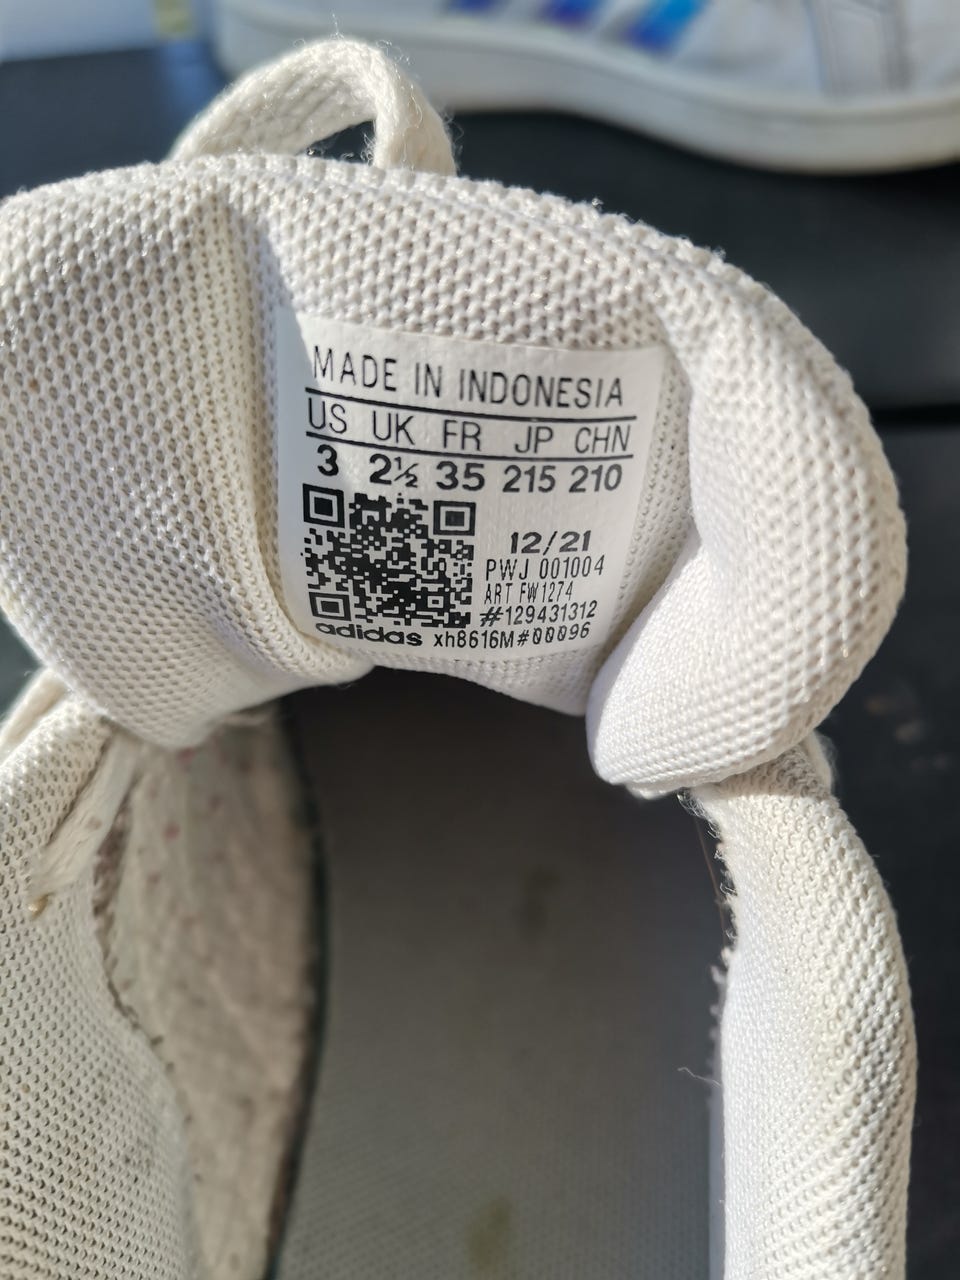 MADE IN INDONESIA
US UK FR JP CHN
3 2½ 35 215 210
12/21
PWJ 001004
ART FW1274
#129431312
adidas xh8616M#00096